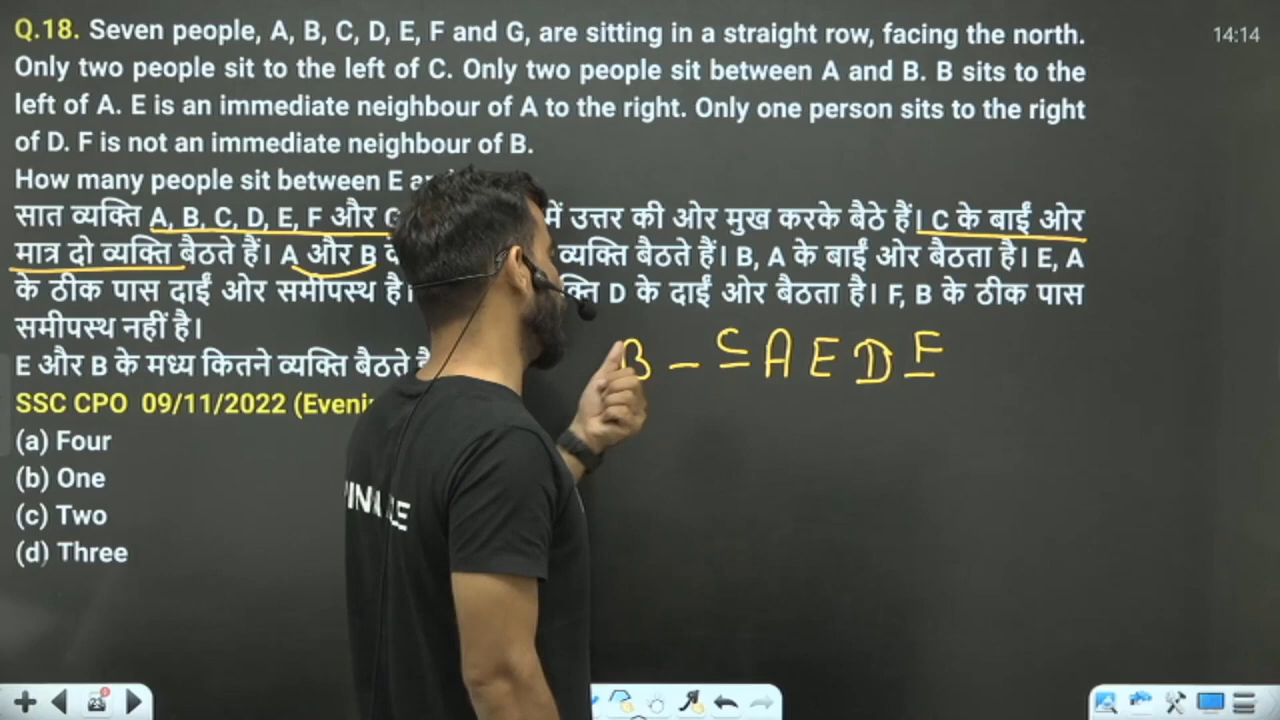 Q.18. Seven people, A, B, C, D, E, F and G, are sitting in a straight row, facing the north.
14:14
Only two people sit to the left of C. Only two people sit between A and B. B sits to the
left of A. E is an immediate neighbour of A to the right. Only one person sits to the right
of D. F is not an immediate neighbour of B.
How many people sit between E
सात व्यक्ति A, B, C, D, E, F और में उत्तर की ओर मुख करके बैठे हैं। C के बाईं ओर
मात्र दो व्यक्ति बैठते हैं। A और B व्यक्ति बैठते हैं। B, A के बाईं ओर बैठता है। E, A
के ठीक पास दाईं ओर समीपस्थ है। D के दाईं ओर बैठता है। F, B के ठीक पास
समीपस्थ नहीं है।
B – C A E D F
E और B के मध्य कितने व्यक्ति बैठते
SSC CPO 09/11/2022
(a) Four
(b) One
(c) Two
(d) Three